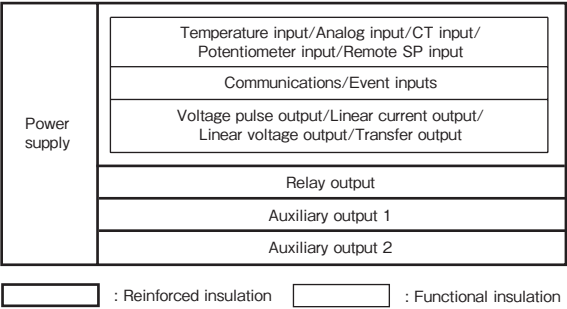 Power
supply
Temperature input/Analog input/CT input/
Potentiometer input/Remote SP input
Communications/Event inputs
Voltage pulse output/Linear current output/
Linear voltage output/Transfer output
Relay output
Auxiliary output 1
Auxiliary output 2
: Reinforced insulation
: Functional insulation